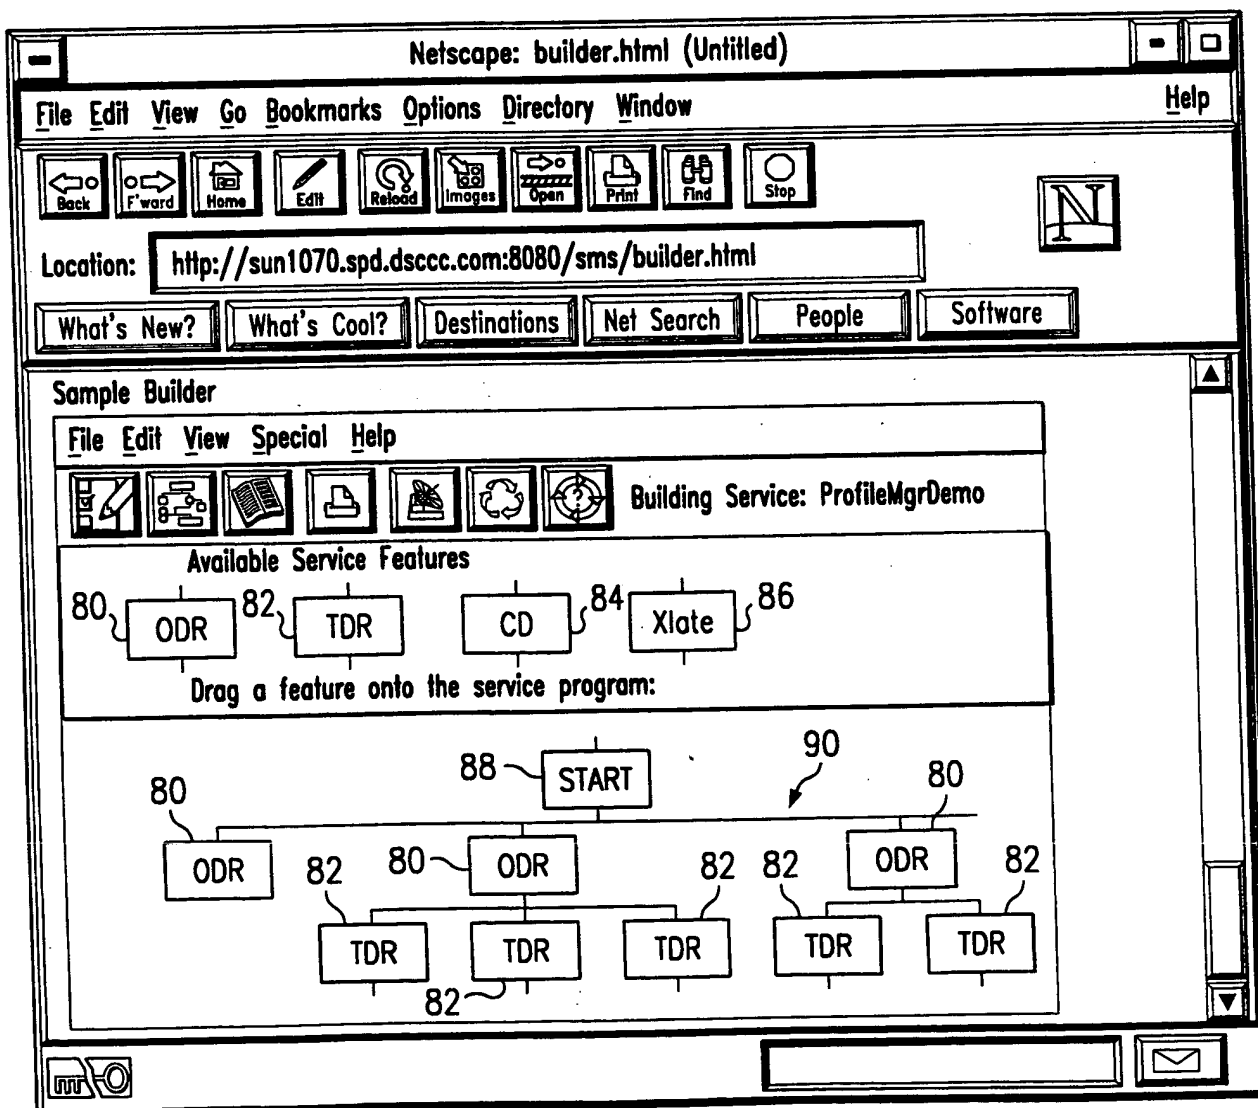 Netscape: builder.html (Untitled)
File Edit View Go Bookmarks Options Directory Window Help
Back F'ward Home Edit Reload Images Open Print Find Stop
N
Location: http://sun1070.spd.dsccc.com:8080/sms/builder.html
What's New? What's Cool? Destinations Net Search People Software
Sample Builder
File Edit View Special Help
? Building Service: ProfileMgrDemo
Available Service Features
80 ODR 82 TDR CD 84 Xlate 86
Drag a feature onto the service program:
88 START 90
80 80
ODR 80 ODR ODR
82 82 82 82
TDR TDR TDR TDR TDR
82